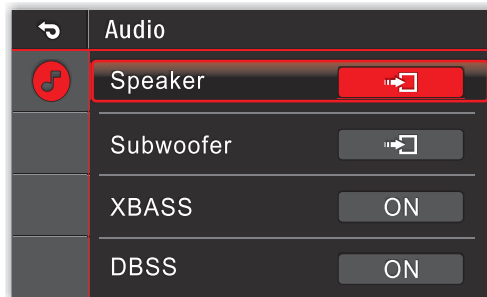 Audio
Speaker
Subwoofer
XBASS
ON
DBSS
ON